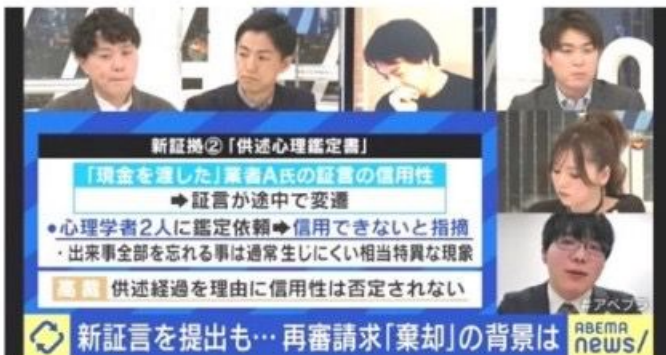 新証拠②「供述心理鑑定書」
「現金を渡した」業者A氏の証言の信用性
➡証言が途中で変遷
•心理学者2人に鑑定依頼➡信用できないと指摘
・出来事全部を忘れる事は通常生じにくい相当特異な現象
高裁 供述経過を理由に信用性は否定されない
#アベプラ
新証言を提出も… 再審請求「棄却」の背景は
ABEMA
news/